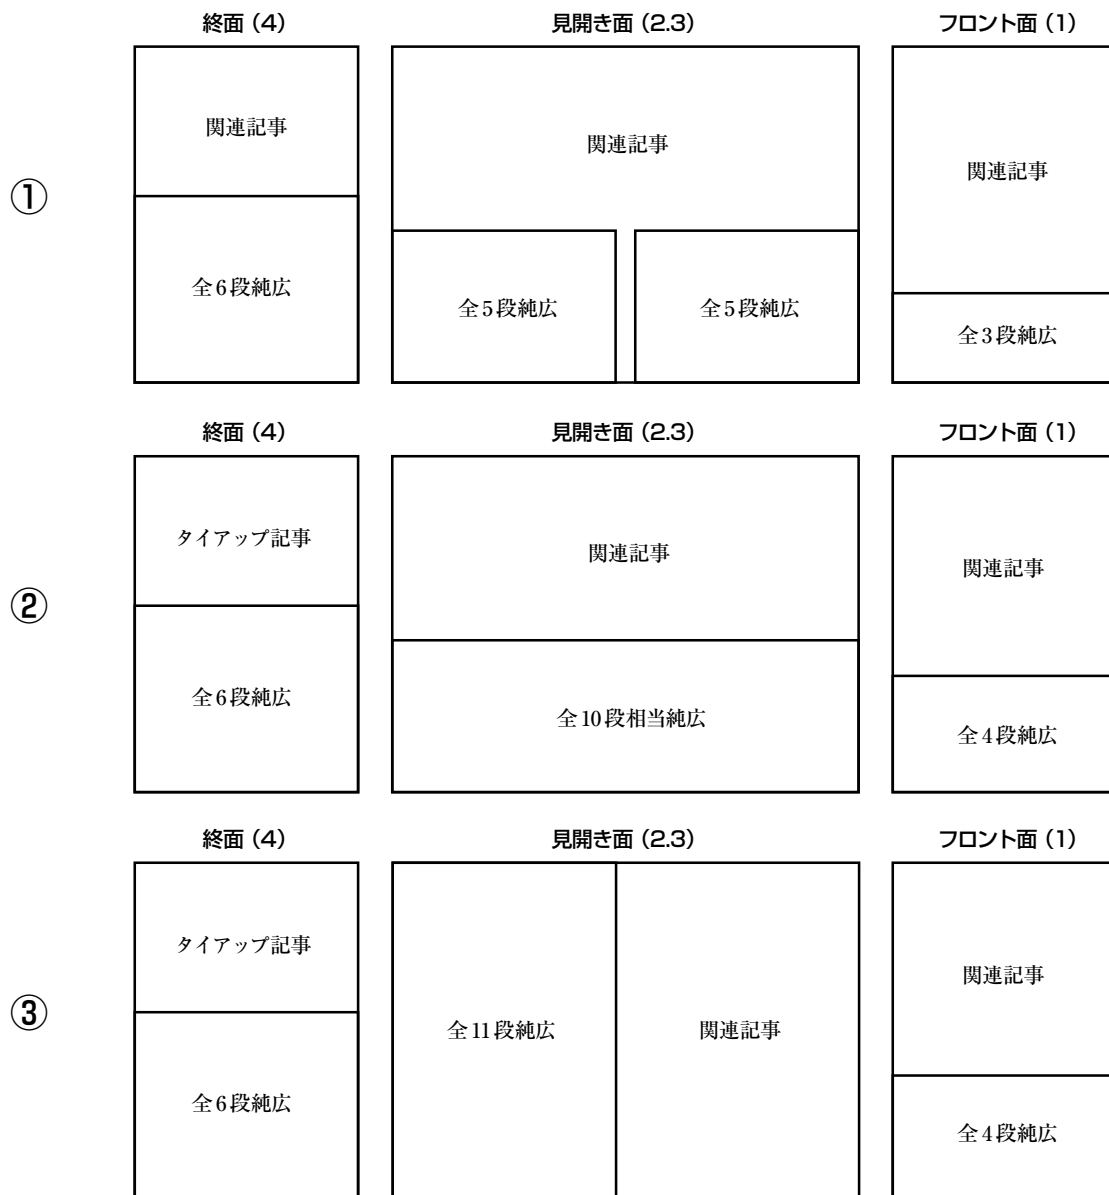 終面（4）
見開き面（2.3）
フロント面（1）
①
関連記事
全6段純広
関連記事
全5段純広
全5段純広
関連記事
全3段純広
終面（4）
見開き面（2.3）
フロント面（1）
②
タイアップ記事
全6段純広
関連記事
全10段相当純広
関連記事
全4段純広
終面（4）
見開き面（2.3）
フロント面（1）
③
タイアップ記事
全6段純広
全11段純広
関連記事
関連記事
全4段純広